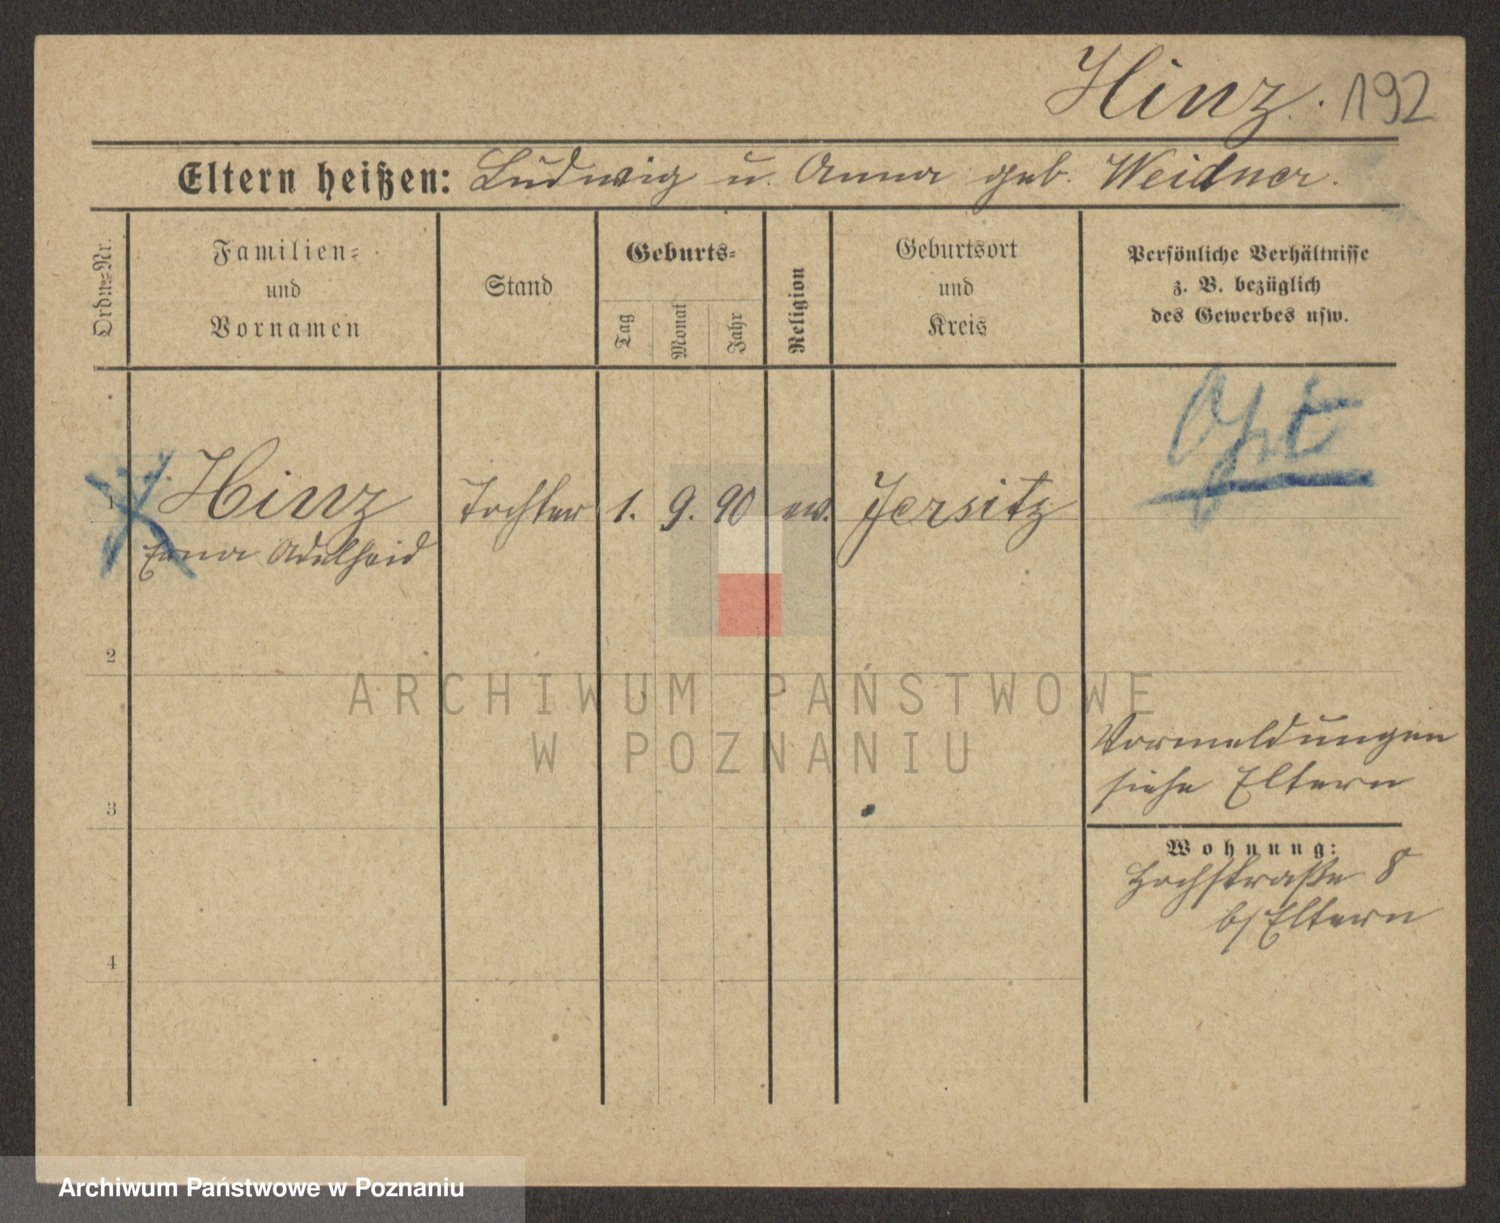 Hinz. 192
Eltern heißen: Ludwig u. Anna geb. Weidner.
Ordn=Nr.
Familien=
und
Vornamen
Stand
Geburts=
Tag
Monat
Jahr
Religion
Geburtsort
und
Kreis
Persönliche Verhältnisse
z. B. bezüglich
des Gewerbes usw.
Opt
1 Hinz Tochter 1. 9. 90 ev. Jersitz
Erna Adelheid
2
3
4
Vormeldungen
siehe Eltern
Wohnung:
Hochstraße 8
b/Eltern
ARCHIWUM PAŃSTWOWE
W POZNANIU
Archiwum Państwowe w Poznaniu